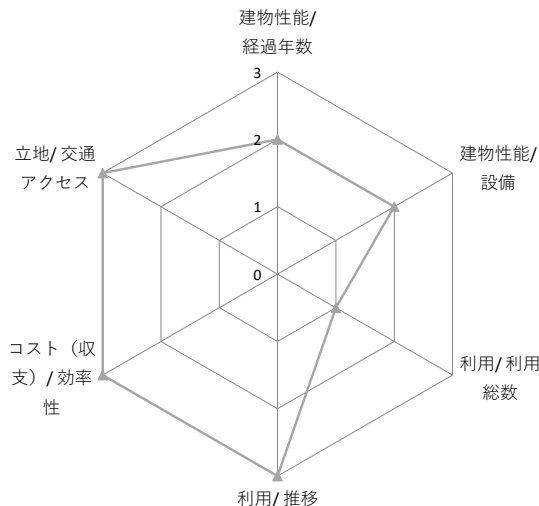 建物性能/
経過年数
3
立地/ 交通
アクセス
2
建物性能/
設備
1
0
コスト（収
支）/ 効率
性
利用/ 利用
総数
利用/ 推移